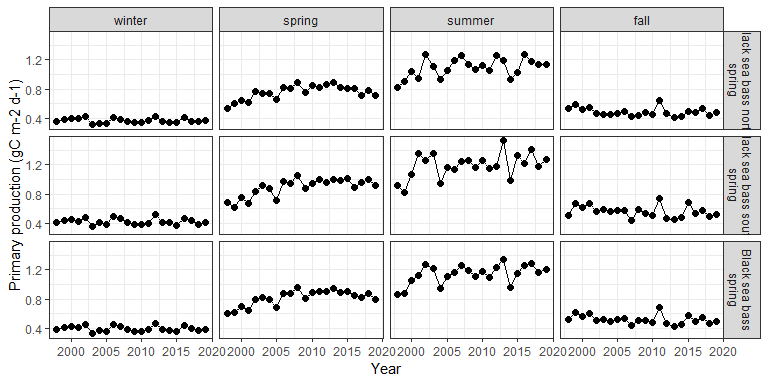 winter spring summer fall
Primary production (gC m-2 d-1)
1.2
0.8
0.4
lack sea bass nort
spring
1.2
0.8
0.4
lack sea bass sout
spring
1.2
0.8
0.4
Black sea bass
spring
2000 2005 2010 2015 2020 2000 2005 2010 2015 2020 2000 2005 2010 2015 2020 2000 2005 2010 2015 2020
Year